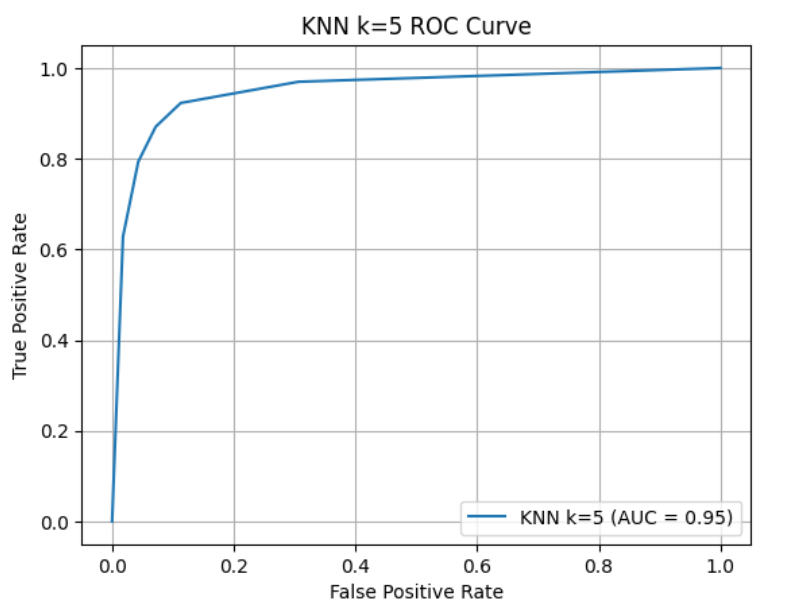 KNN k=5 ROC Curve
True Positive Rate
1.0
0.8
0.6
0.4
0.2
0.0
KNN k=5 (AUC = 0.95)
0.0 0.2 0.4 0.6 0.8 1.0
False Positive Rate